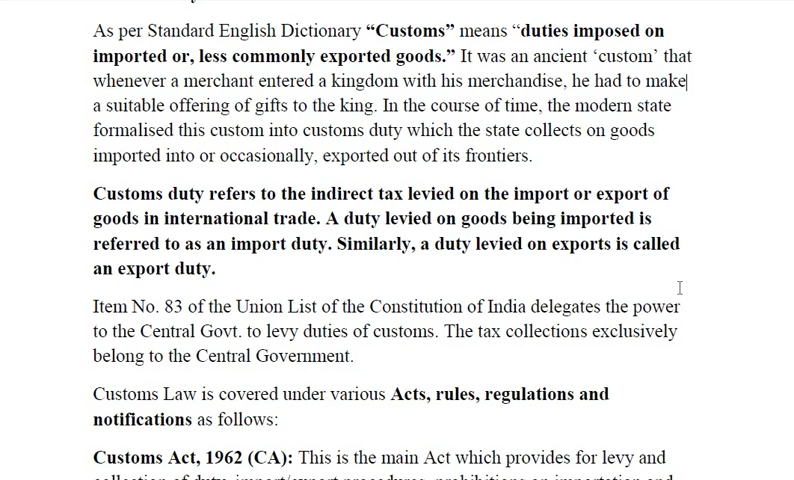 As per Standard English Dictionary “Customs” means “duties imposed on
imported or, less commonly exported goods.” It was an ancient ‘custom’ that
whenever a merchant entered a kingdom with his merchandise, he had to make
a suitable offering of gifts to the king. In the course of time, the modern state
formalised this custom into customs duty which the state collects on goods
imported into or occasionally, exported out of its frontiers.
Customs duty refers to the indirect tax levied on the import or export of
goods in international trade. A duty levied on goods being imported is
referred to as an import duty. Similarly, a duty levied on exports is called
an export duty.
Item No. 83 of the Union List of the Constitution of India delegates the power
to the Central Govt. to levy duties of customs. The tax collections exclusively
belong to the Central Government.
Customs Law is covered under various Acts, rules, regulations and
notifications as follows:
Customs Act, 1962 (CA): This is the main Act which provides for levy and